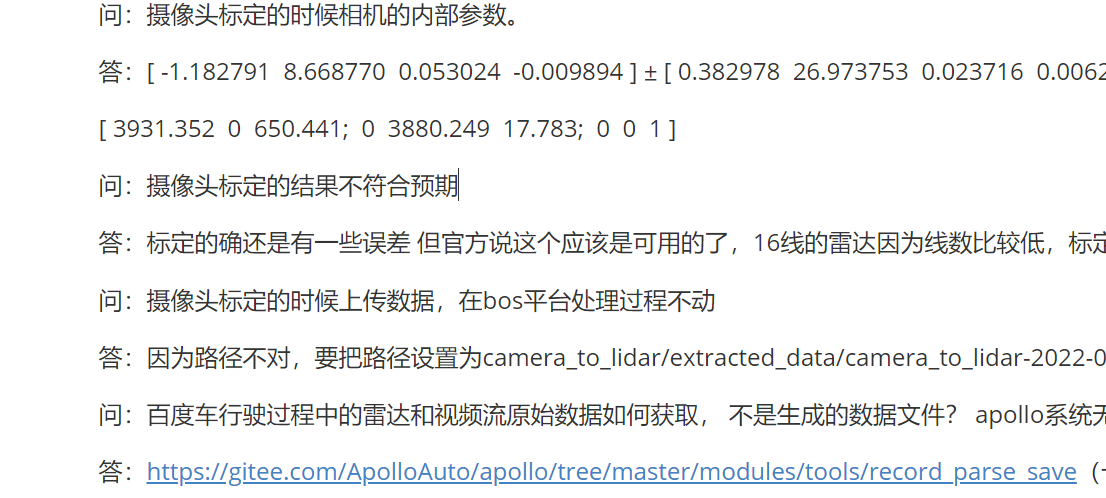 问：摄像头标定的时候相机的内部参数。
答：[ -1.182791  8.668770  0.053024  -0.009894 ] ± [ 0.382978  26.973753  0.023716  0.0062
[ 3931.352  0  650.441;  0  3880.249  17.783;  0  0  1 ]
问：摄像头标定的结果不符合预期
答：标定的确还是有一些误差 但官方说这个应该是可用的了，16线的雷达因为线数比较低，标定
问：摄像头标定的时候上传数据，在bos平台处理过程不动
答：因为路径不对，要把路径设置为camera_to_lidar/extracted_data/camera_to_lidar-2022-0
问：百度车行驶过程中的雷达和视频流原始数据如何获取， 不是生成的数据文件？ apollo系统无
答：https://gitee.com/ApolloAuto/apollo/tree/master/modules/tools/record_parse_save（